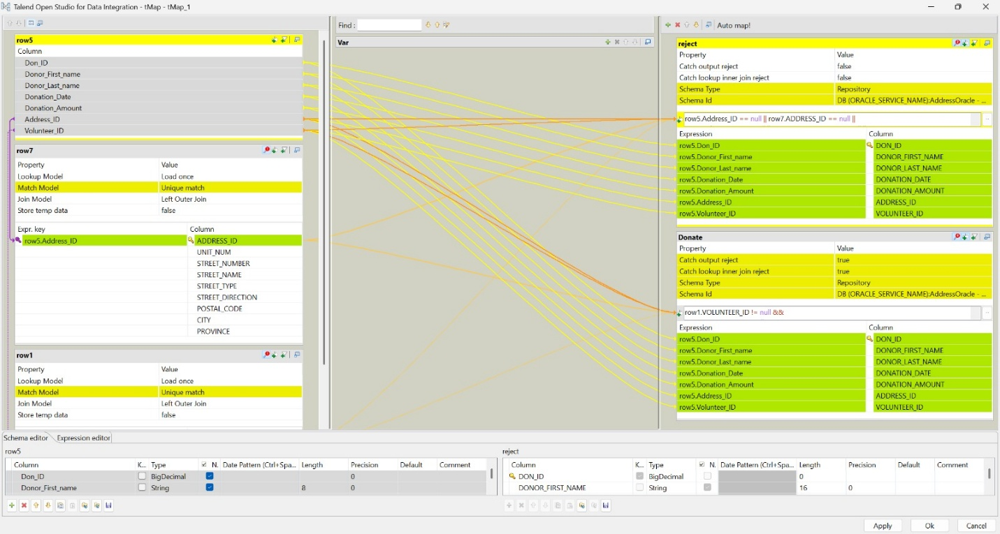 Talend Open Studio for Data Integration - tMap - tMap_1
Find :
Auto map!
row5
Column
Don_ID
Donor_First_name
Donor_Last_name
Donation_Date
Donation_Amount
Address_ID
Volunteer_ID
row7
Property Value
Lookup Model Load once
Match Model Unique match
Join Model Left Outer Join
Store temp data false
Expr. key Column
row5.Address_ID ADDRESS_ID
UNIT_NUM
STREET_NUMBER
STREET_NAME
STREET_TYPE
STREET_DIRECTION
POSTAL_CODE
CITY
PROVINCE
row1
Property Value
Lookup Model Load once
Match Model Unique match
Join Model Left Outer Join
Store temp data false
Var
reject
Property Value
Catch output reject false
Catch lookup inner join reject false
Schema Type Repository
Schema Id DB (ORACLE_SERVICE_NAME):AddressOracle - ...
row5.Address_ID == null || row7.ADDRESS_ID == null ||
...
Expression Column
row5.Don_ID DON_ID
row5.Donor_First_name DONOR_FIRST_NAME
row5.Donor_Last_name DONOR_LAST_NAME
row5.Donation_Date DONATION_DATE
row5.Donation_Amount DONATION_AMOUNT
row5.Address_ID ADDRESS_ID
row5.Volunteer_ID VOLUNTEER_ID
Donate
Property Value
Catch output reject true
Catch lookup inner join reject true
Schema Type Repository
Schema Id DB (ORACLE_SERVICE_NAME):AddressOracle - ...
row1.VOLUNTEER_ID != null &&
...
Expression Column
row5.Don_ID DON_ID
row5.Donor_First_name DONOR_FIRST_NAME
row5.Donor_Last_name DONOR_LAST_NAME
row5.Donation_Date DONATION_DATE
row5.Donation_Amount DONATION_AMOUNT
row5.Address_ID ADDRESS_ID
row5.Volunteer_ID VOLUNTEER_ID
Schema editor Expression editor
row5
Column K... Type N. Date Pattern (Ctrl+Spa... Length Precision Default Comment
Don_ID BigDecimal 0
Donor_First_name String 8 0
reject
Column K... Type N. Date Pattern (Ctrl+Spa... Length Precision Default Comment
DON_ID BigDecimal 0
DONOR_FIRST_NAME String 16 0
Apply Ok Cancel